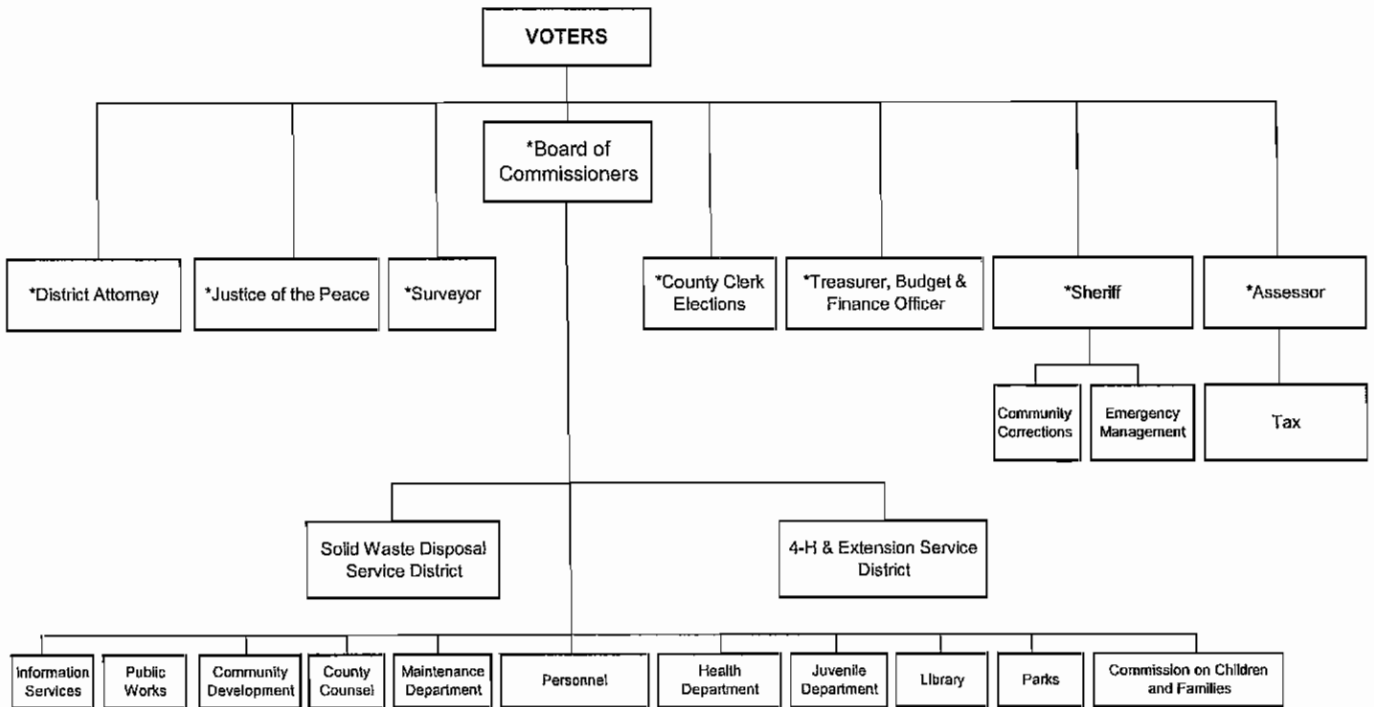 VOTERS
*Board of
Commissioners
*District Attorney
*Justice of the Peace
*Surveyor
*County Clerk
Elections
*Treasurer, Budget &
Finance Officer
*Sheriff
*Assessor
Community
Corrections
Emergency
Management
Tax
Solid Waste Disposal
Service District
4-H & Extension Service
District
Information
Services
Public
Works
Community
Development
County
Counsel
Maintenance
Department
Personnel
Health
Department
Juvenile
Department
Library
Parks
Commission on Children
and Families